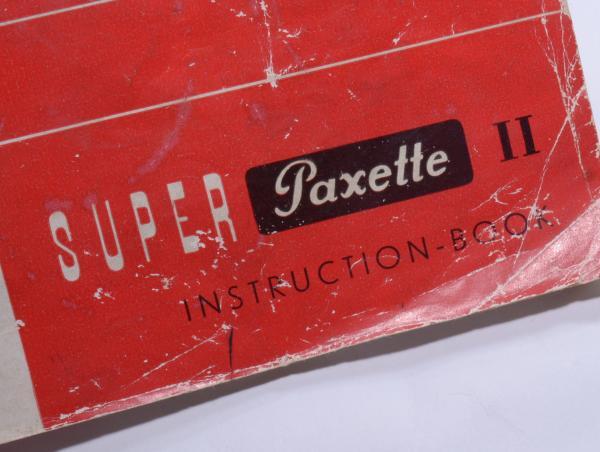 SUPER Paxette II
INSTRUCTION-BOOK